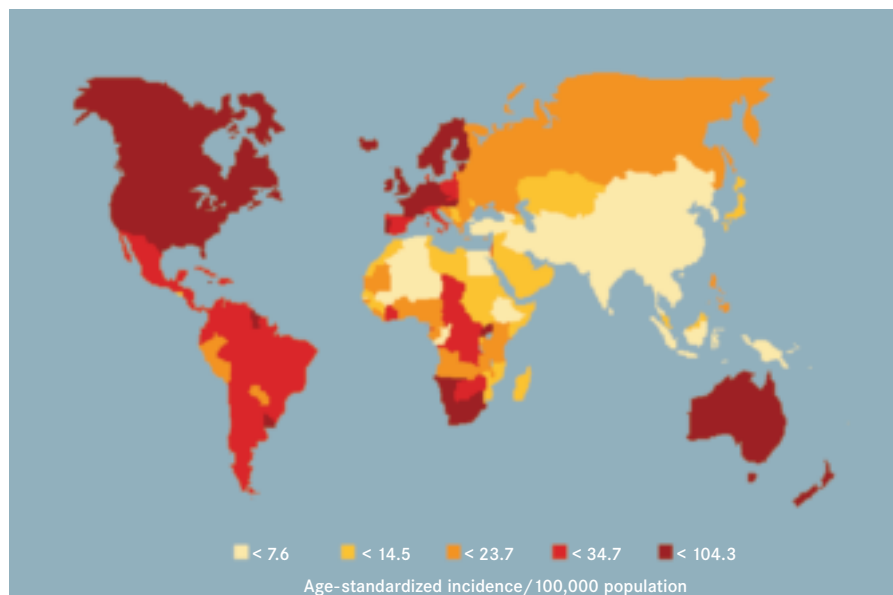 < 7.6 < 14.5 < 23.7 < 34.7 < 104.3
Age-standardized incidence/100,000 population